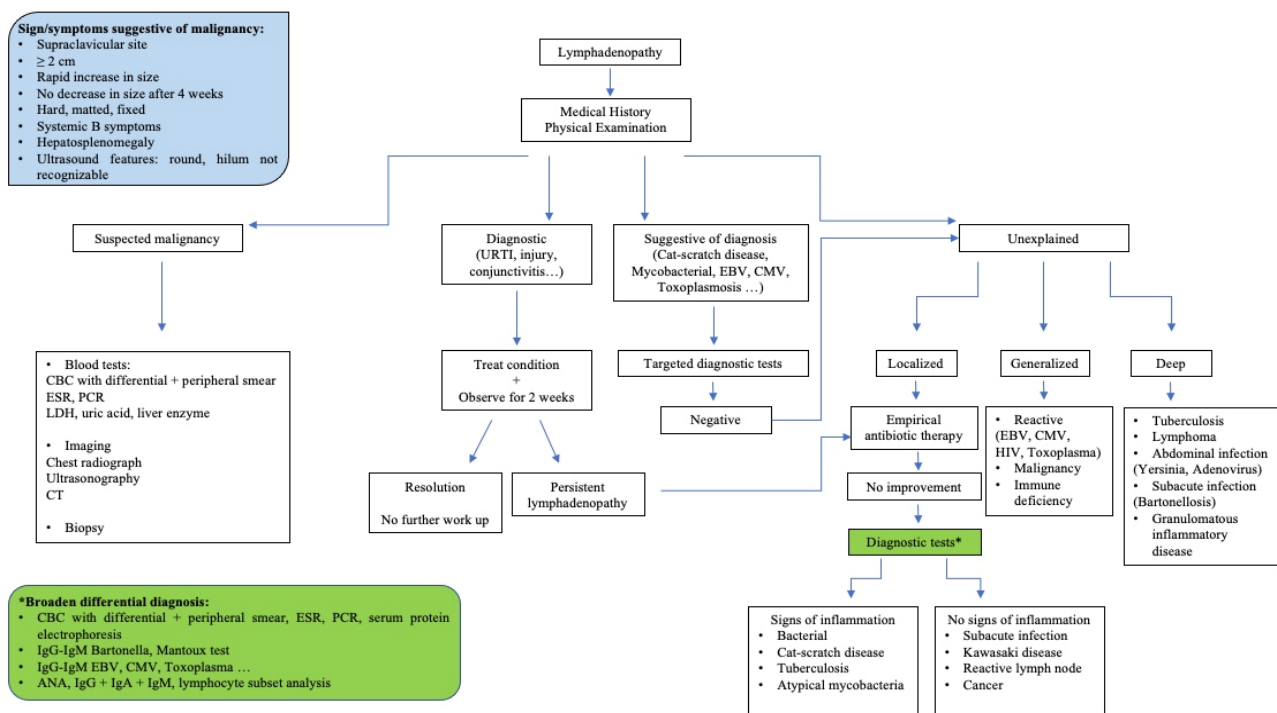 Sign/symptoms suggestive of malignancy:
• Supraclavicular site
• ≥ 2 cm
• Rapid increase in size
• No decrease in size after 4 weeks
• Hard, matted, fixed
• Systemic B symptoms
• Hepatosplenomegaly
• Ultrasound features: round, hilum not
recognizable
Lymphadenopathy
Medical History
Physical Examination
Suspected malignancy
Diagnostic
(URTI, injury,
conjunctivitis…)
Suggestive of diagnosis
(Cat-scratch disease,
Mycobacterial, EBV, CMV,
Toxoplasmosis …)
Unexplained
• Blood tests:
CBC with differential + peripheral smear
ESR, PCR
LDH, uric acid, liver enzyme
• Imaging
Chest radiograph
Ultrasonography
CT
• Biopsy
Treat condition
+
Observe for 2 weeks
Targeted diagnostic tests
Negative
Localized
Generalized
Deep
Resolution
No further work up
Persistent
lymphadenopathy
Empirical
antibiotic therapy
No improvement
Diagnostic tests*
• Reactive
(EBV, CMV,
HIV, Toxoplasma)
• Malignancy
• Immune
deficiency
• Tuberculosis
• Lymphoma
• Abdominal infection
(Yersinia, Adenovirus)
• Subacute infection
(Bartonellosis)
• Granulomatous
inflammatory
disease
*Broaden differential diagnosis:
• CBC with differential + peripheral smear, ESR, PCR, serum protein
electrophoresis
• IgG-IgM Bartonella, Mantoux test
• IgG-IgM EBV, CMV, Toxoplasma …
• ANA, IgG + IgA + IgM, lymphocyte subset analysis
Signs of inflammation
• Bacterial
• Cat-scratch disease
• Tuberculosis
• Atypical mycobacteria
No signs of inflammation
• Subacute infection
• Kawasaki disease
• Reactive lymph node
• Cancer